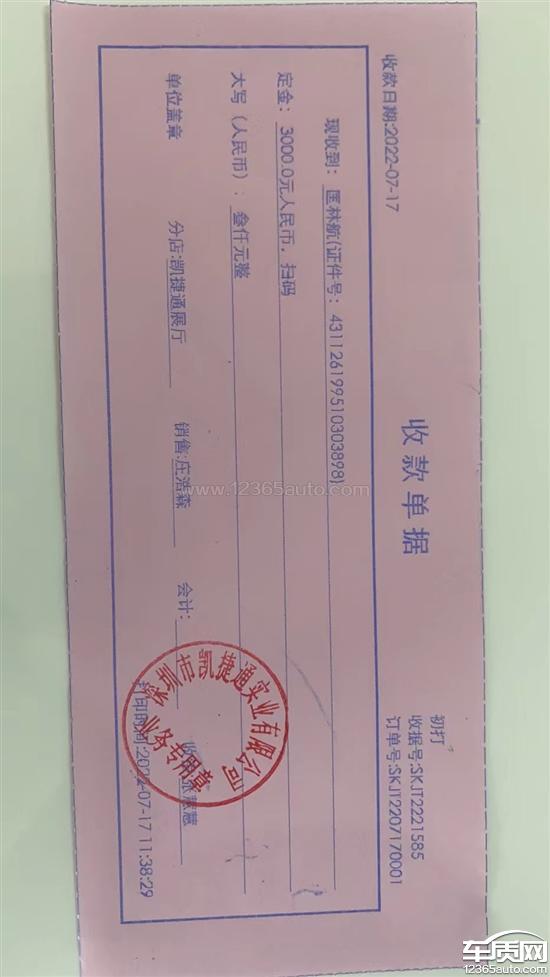 收款单据
初打
收据号:SKJT2221585
收款日期:2022-07-17
订单号:SKJT2207170001
现收到: 匡林航(证件号: 431126199510303898)
定金: 3000.0元人民币, 扫码
大写(人民币): 叁仟元整
单位盖章
分店:凯捷通展厅
销售:庄浩森
会计:
张慧慧
打印时间:2022-07-17 11:38:29
深圳市凯捷通实业有限公司
业务专用章
www.12365auto.com
车质网
12365auto.com